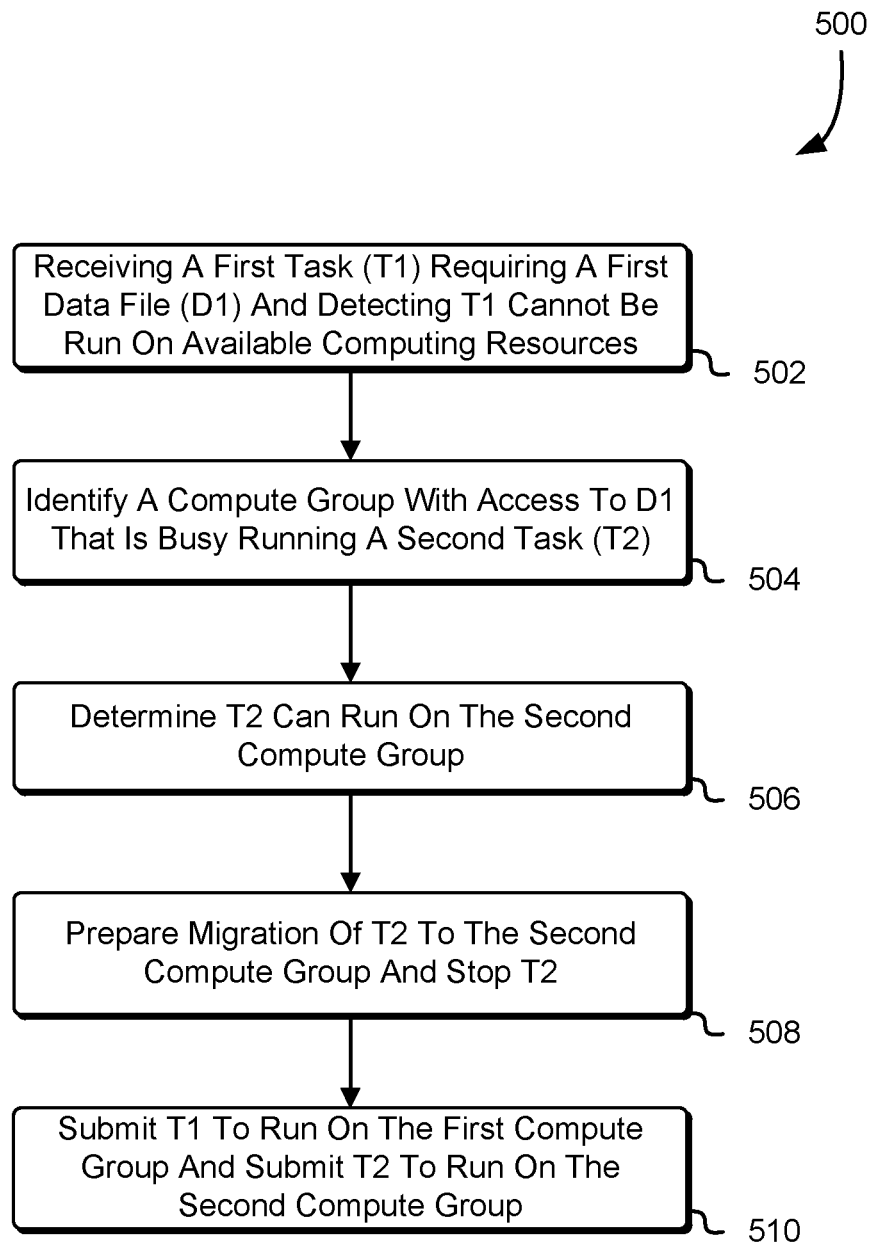 500
Receiving A First Task (T1) Requiring A First
Data File (D1) And Detecting T1 Cannot Be
Run On Available Computing Resources
502
Identify A Compute Group With Access To D1
That Is Busy Running A Second Task (T2)
504
Determine T2 Can Run On The Second
Compute Group
506
Prepare Migration Of T2 To The Second
Compute Group And Stop T2
508
Submit T1 To Run On The First Compute
Group And Submit T2 To Run On The
Second Compute Group
510